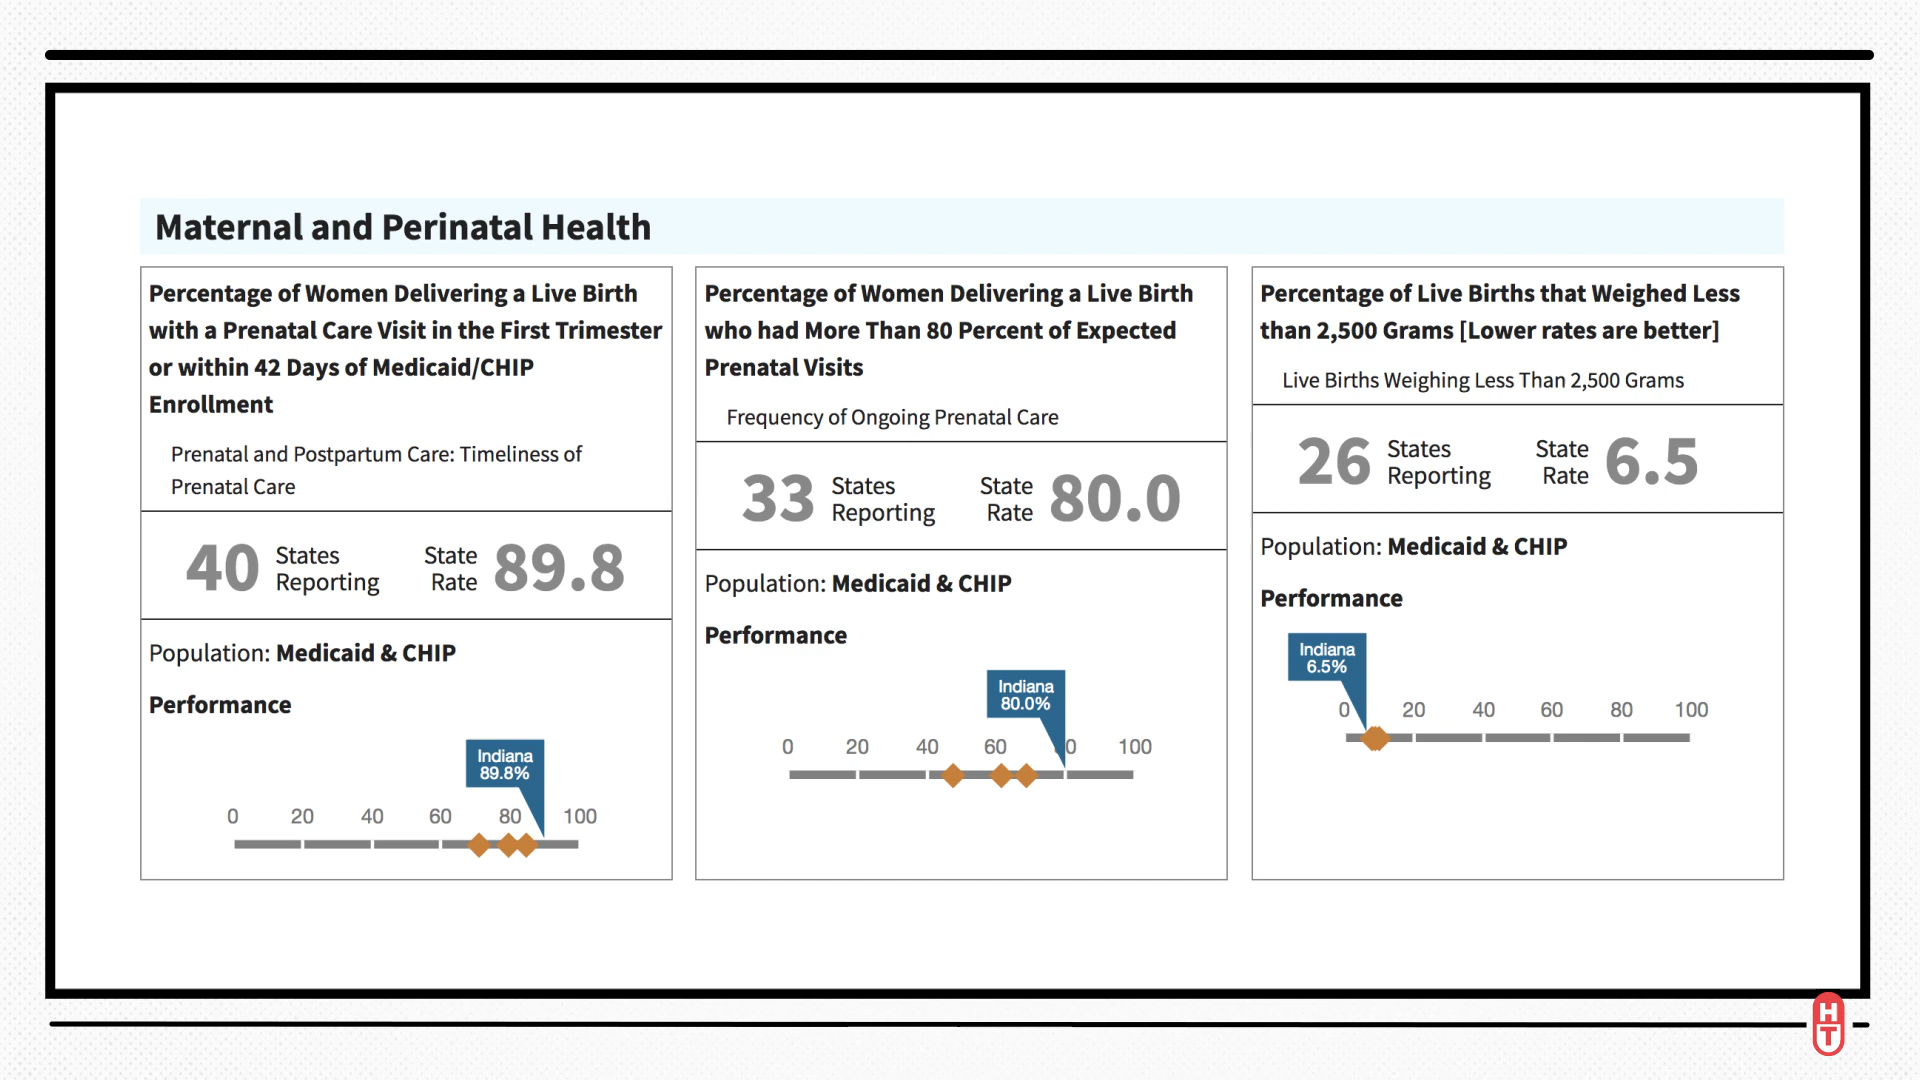 Maternal and Perinatal Health
Percentage of Women Delivering a Live Birth
with a Prenatal Care Visit in the First Trimester
or within 42 Days of Medicaid/CHIP
Enrollment
Prenatal and Postpartum Care: Timeliness of
Prenatal Care
40 States Reporting State Rate 89.8
Population: Medicaid & CHIP
Performance
Indiana
89.8%
0 20 40 60 80 100
Percentage of Women Delivering a Live Birth
who had More Than 80 Percent of Expected
Prenatal Visits
Frequency of Ongoing Prenatal Care
33 States Reporting State Rate 80.0
Population: Medicaid & CHIP
Performance
Indiana
80.0%
0 20 40 60 80 100
Percentage of Live Births that Weighed Less
than 2,500 Grams [Lower rates are better]
Live Births Weighing Less Than 2,500 Grams
26 States Reporting State Rate 6.5
Population: Medicaid & CHIP
Performance
Indiana
6.5%
0 20 40 60 80 100
H
T